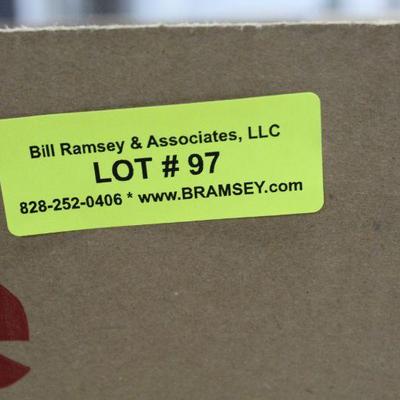 Bill Ramsey & Associates, LLC
LOT # 97
828-252-0406 * www.BRAMSEY.com